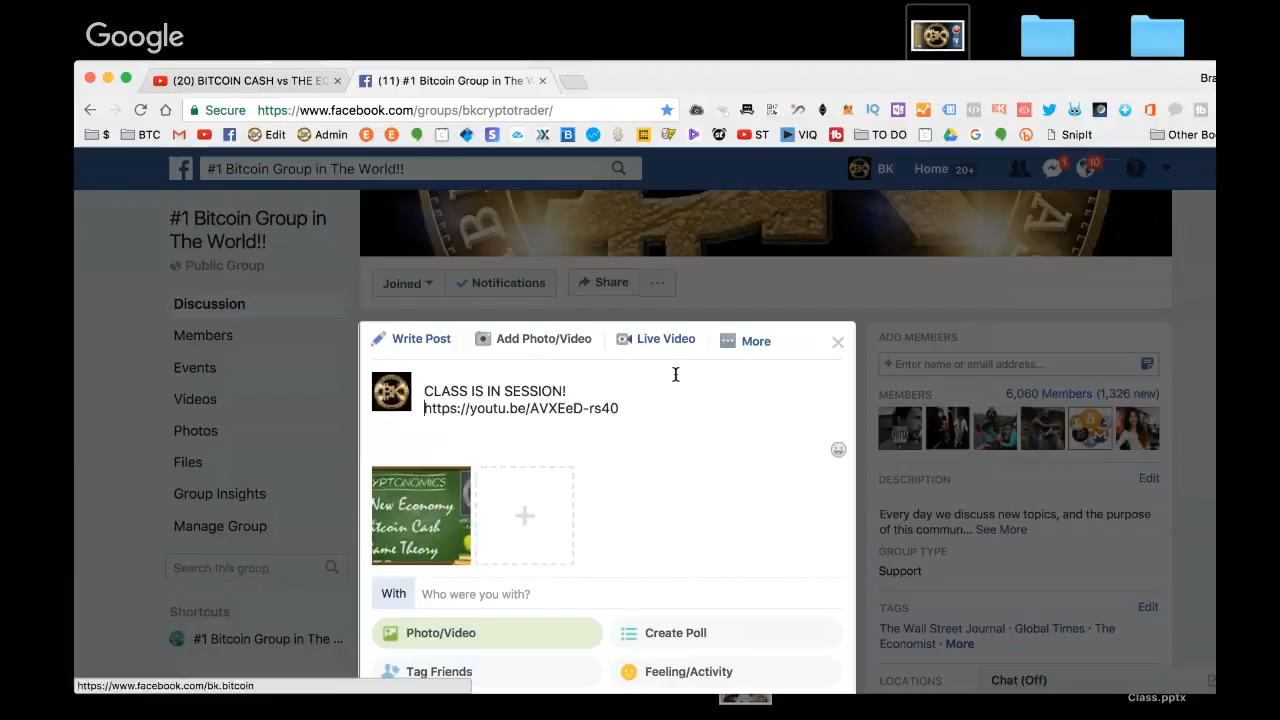 Google
(20) BITCOIN CASH vs THE EC
(11) #1 Bitcoin Group in The W
Bra
Secure
https://www.facebook.com/groups/bkcryptotrader/
$
BTC
Edit
Admin
ST
VIQ
TO DO
SnipIt
Other Bo
#1 Bitcoin Group in The World!!
BK
Home 20+
1
10
#1 Bitcoin Group in
The World!!
Public Group
Discussion
Members
Events
Videos
Photos
Files
Group Insights
Manage Group
Search this group
Shortcuts
#1 Bitcoin Group in The ...
https://www.facebook.com/bk.bitcoin
Joined
Notifications
Share
Write Post
Add Photo/Video
Live Video
More
CLASS IS IN SESSION!
https://youtu.be/AVXEeD-rs40
YPTONOMICS
New Economy
itcoin Cash
ame Theory
With
Who were you with?
Photo/Video
Create Poll
Tag Friends
Feeling/Activity
ADD MEMBERS
+ Enter name or email address...
MEMBERS
6,060 Members (1,326 new)
DESCRIPTION
Edit
Every day we discuss new topics, and the purpose
of this commun... See More
GROUP TYPE
Support
TAGS
Edit
The Wall Street Journal · Global Times · The
Economist · More
LOCATIONS
Chat (Off)
Class.pptx